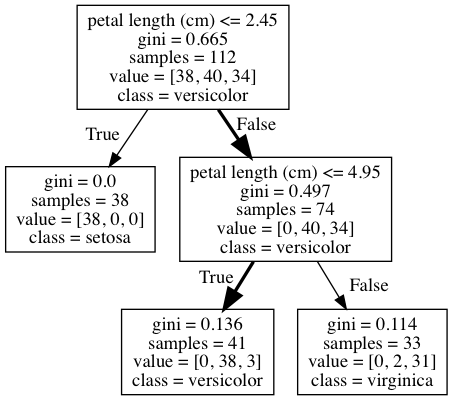 petal length (cm) <= 2.45
gini = 0.665
samples = 112
value = [38, 40, 34]
class = versicolor
True
False
gini = 0.0
samples = 38
value = [38, 0, 0]
class = setosa
petal length (cm) <= 4.95
gini = 0.497
samples = 74
value = [0, 40, 34]
class = versicolor
True
False
gini = 0.136
samples = 41
value = [0, 38, 3]
class = versicolor
gini = 0.114
samples = 33
value = [0, 2, 31]
class = virginica